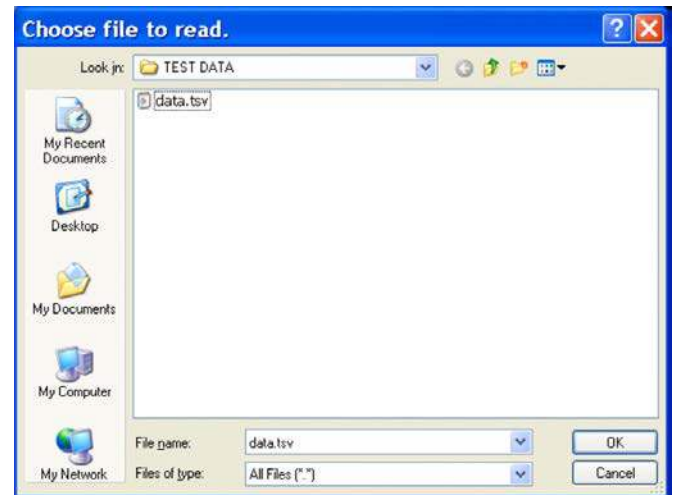 Choose file to read.
Look in: TEST DATA
data.tsv
My Recent
Documents
Desktop
My Documents
My Computer
My Network
File name: data.tsv OK
Files of type: All Files (*.*) Cancel